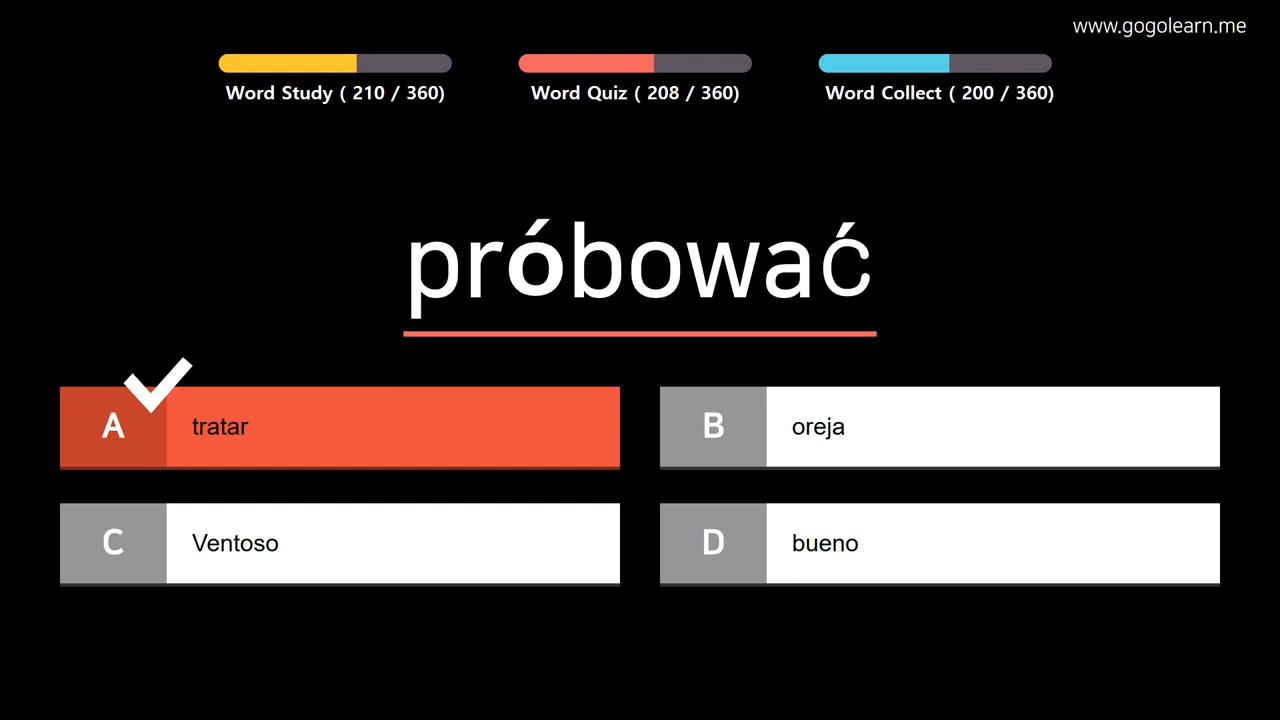 www.gogolearn.me
Word Study ( 210 / 360)
Word Quiz ( 208 / 360)
Word Collect ( 200 / 360)
próbować
A tratar
B oreja
C Ventoso
D bueno